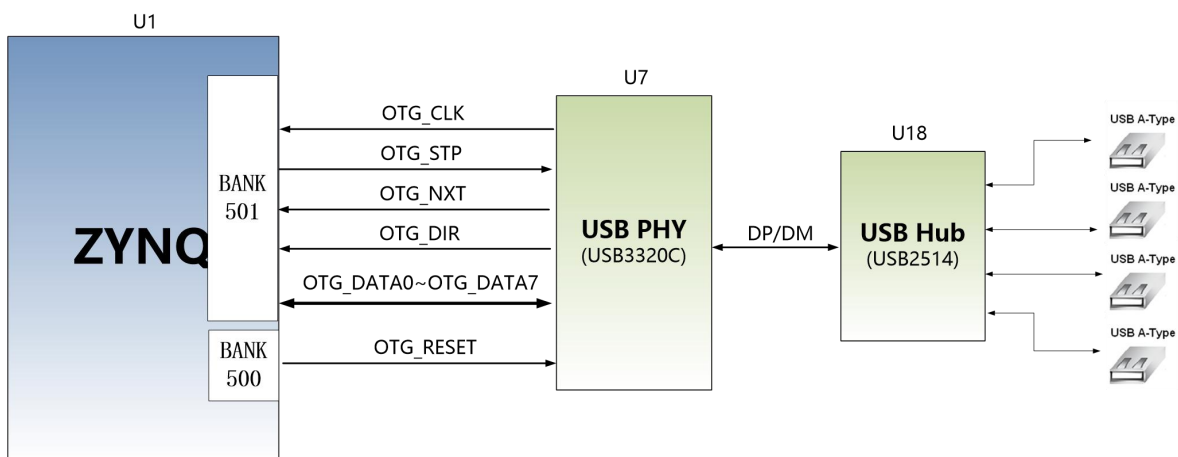 U1
ZYNQ
BANK
501
BANK
500
OTG_CLK
OTG_STP
OTG_NXT
OTG_DIR
OTG_DATA0~OTG_DATA7
OTG_RESET
U7
USB PHY
(USB3320C)
DP/DM
U18
USB Hub
(USB2514)
USB A-Type
USB A-Type
USB A-Type
USB A-Type